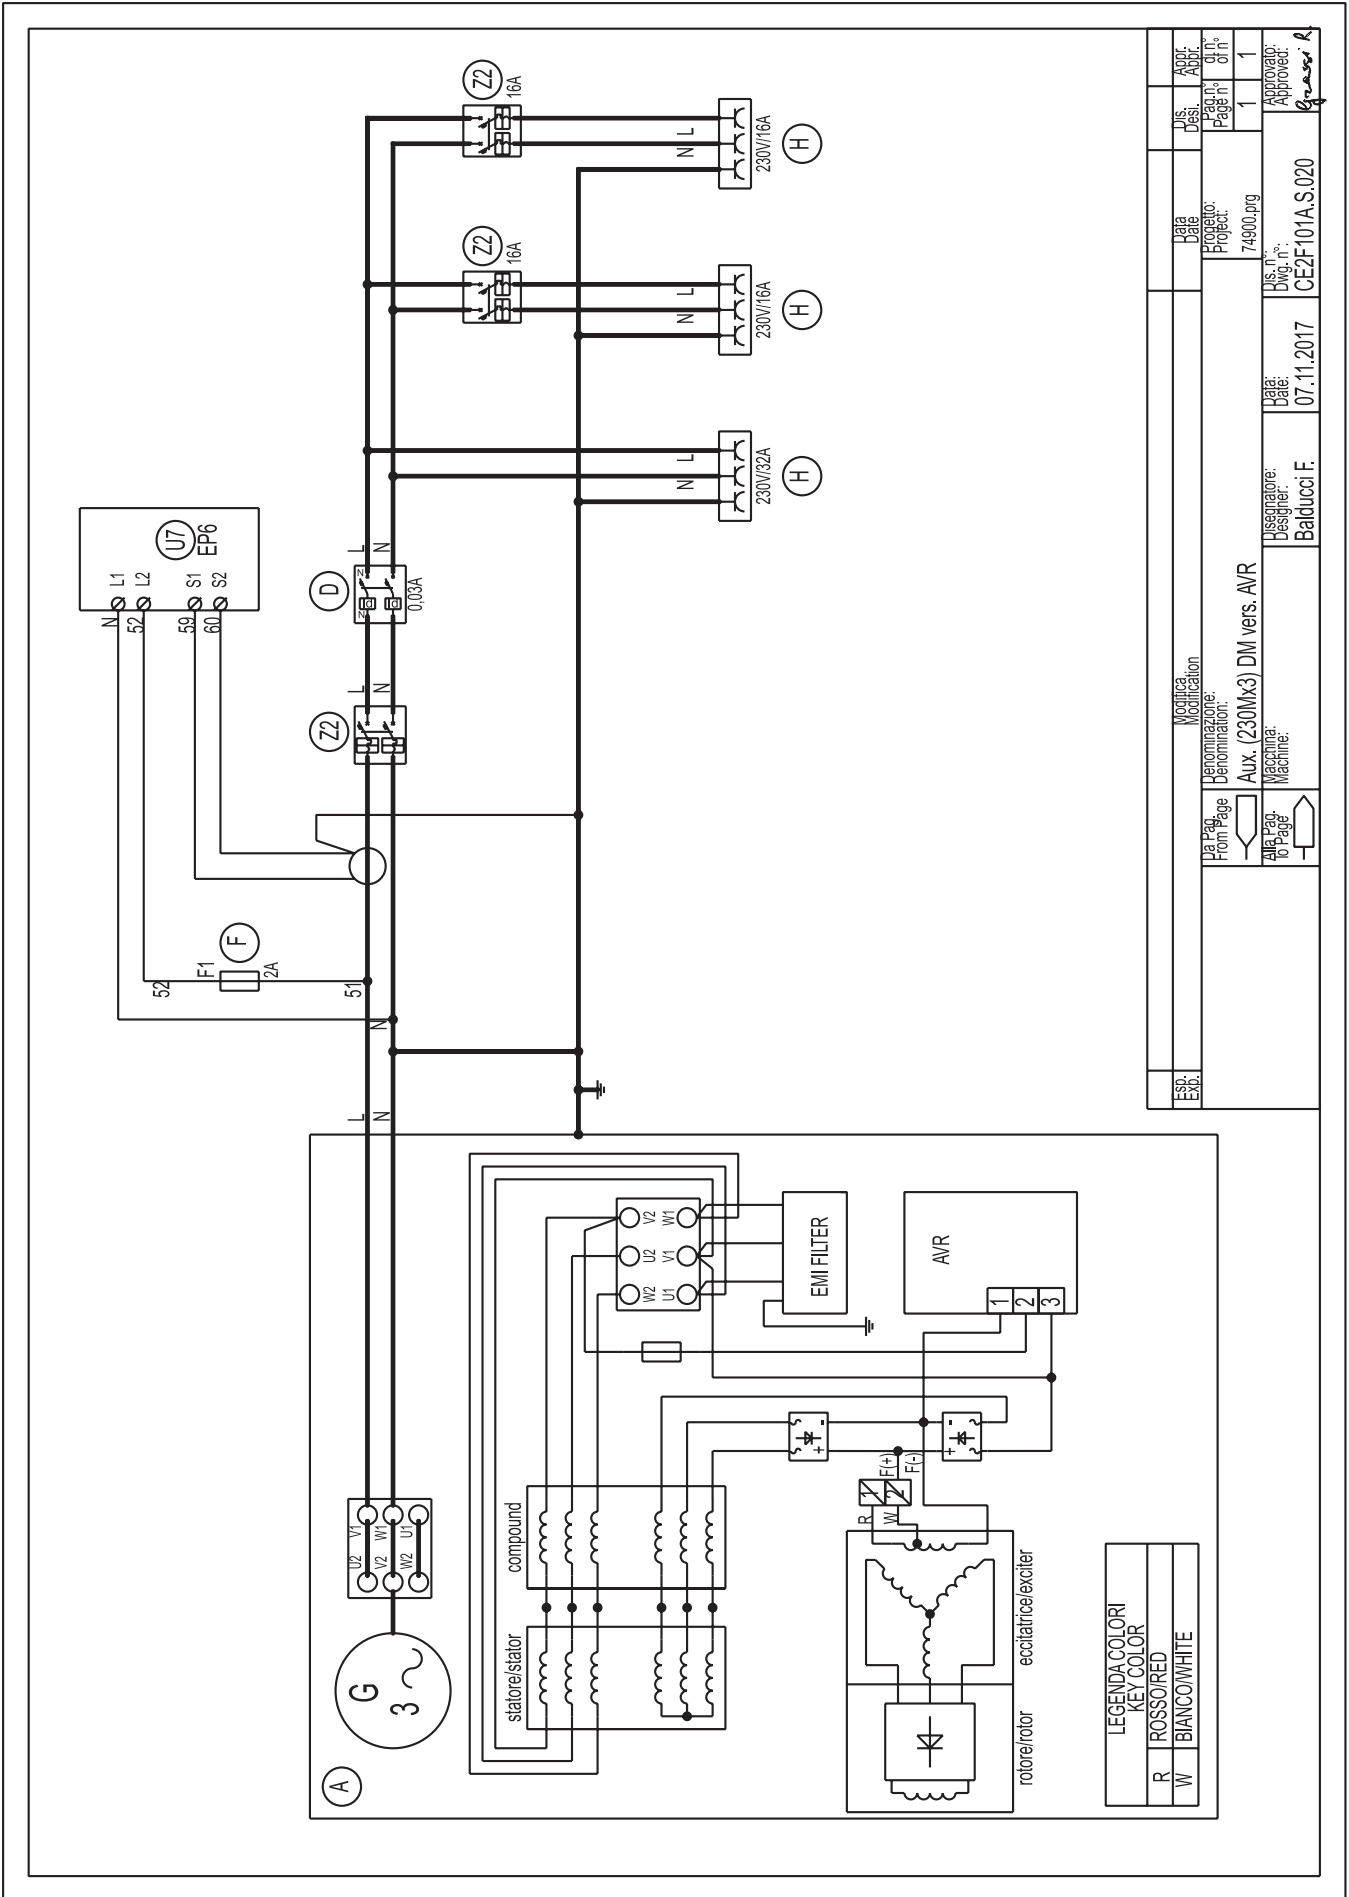 A
G
3
U2 V1
V2 W1
W2 U1
L
N
N
51
52
F1
2A
F
N
52
59
60
L1
L2
S1
S2
U7
EP6
Z2
L
N
D
N
N
0,03A
L
N
Z2
16A
Z2
16A
N L
230V/32A
H
N L
230V/16A
H
N L
230V/16A
H
statore/stator
compound
W2 U2 V2
U1 V1 W1
EMI FILTER
AVR
1
2
3
+ -
+ -
F(+)
F(-)
1
2
R
W
rotore/rotor
eccitatrice/exciter
LEGENDA COLORI
KEY COLOR
R ROSSO/RED
W BIANCO/WHITE
Esp.
Exp.
Modifica
Modification
Data
Date
Dis.
Desi.
Appr.
Appr.
Da Pag.
From Page
Denominazione:
Denomination:
Aux. (230Mx3) DM vers. AVR
Progetto:
Project:
74900.prg
Pag.n°
Page n°
1
di n°
of n°
1
Alla Pag.
To Page
Macchina:
Machine:
Disegnatore:
Designer:
Balducci F.
Data:
Date:
07.11.2017
Dis. n°:
Dwg. n°:
CE2F101A.S.020
Approvato:
Approved:
Grassi R.